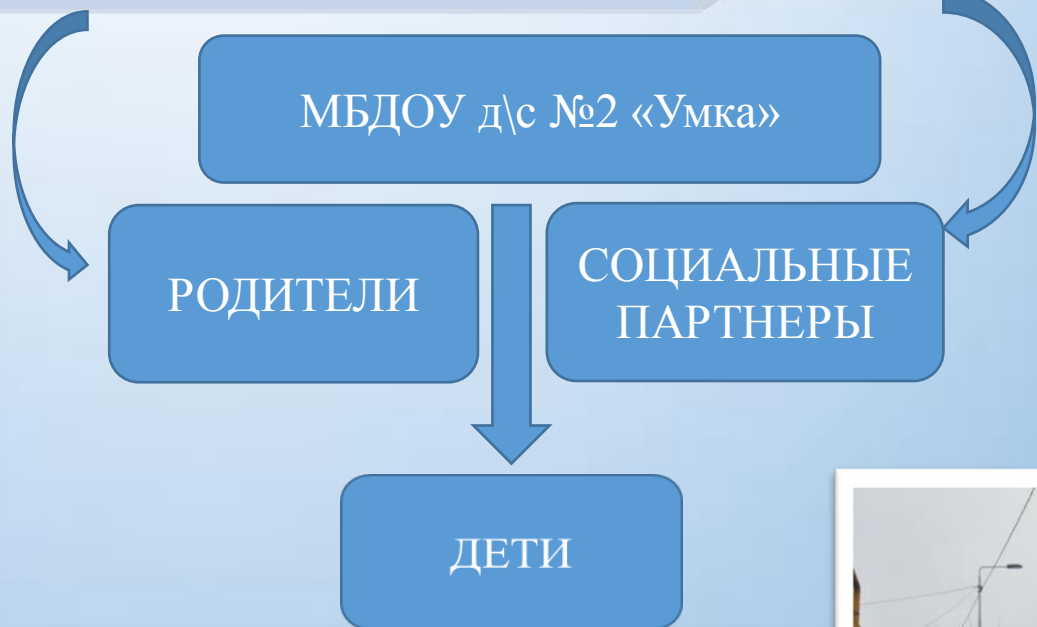 МБДОУ д\с №2 «Умка»
РОДИТЕЛИ
СОЦИАЛЬНЫЕ
ПАРТНЕРЫ
ДЕТИ